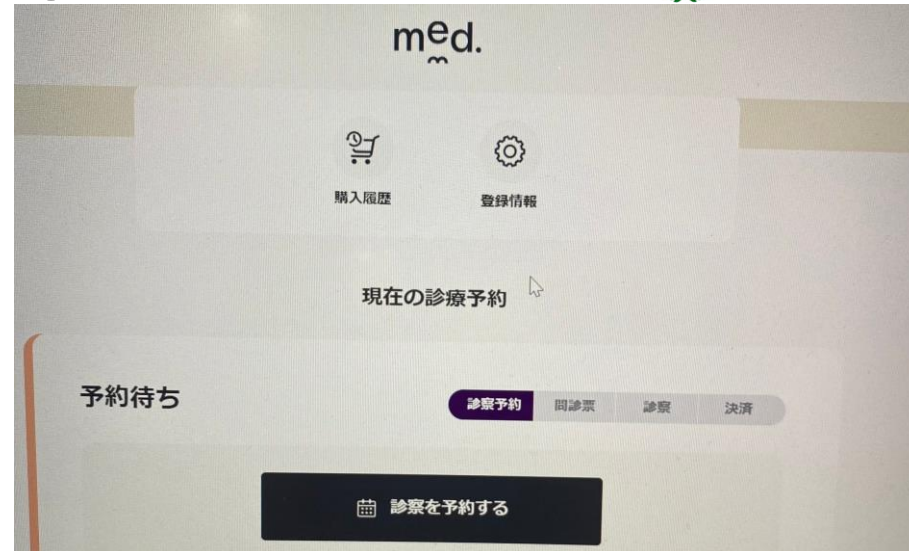 med.
購入履歴 登録情報
現在の診療予約
予約待ち
診察予約 問診票 診察 決済
診察を予約する